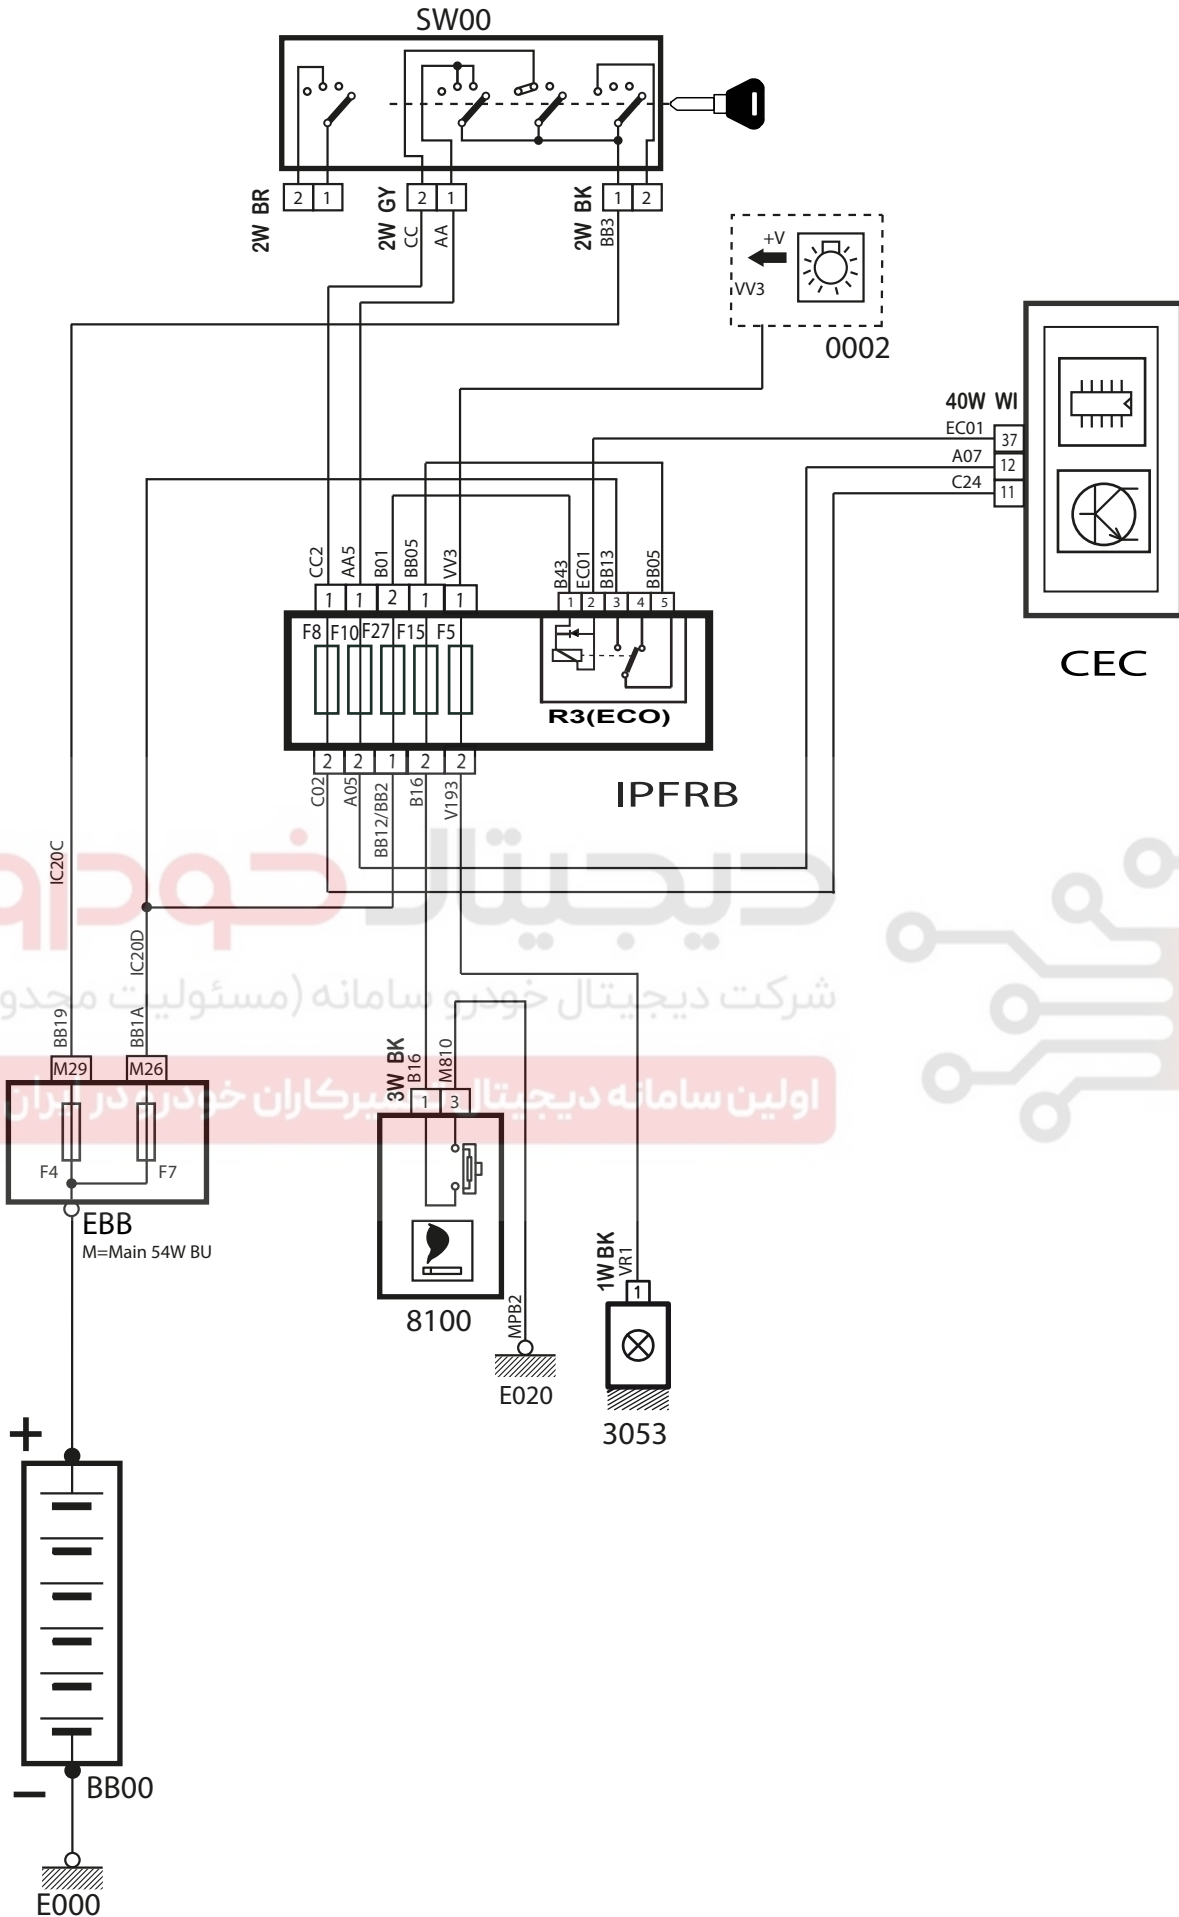 SW00
2W BR
2 1
2W GY
2 1
CC
AA
2W BK
1 2
BB3
+V
VV3
0002
40W WI
EC01 37
A07 12
C24 11
CEC
CC2
AA5
B01
BB05
VV3
B43
EC01
BB13
BB05
1 1 2 1 1
1 2 3 4 5
F8 F10 F27 F15 F5
R3(ECO)
2 2 1 2 2
IPFRB
C02
A05
BB12/BB2
B16
V193
IC20C
IC20D
دیجیتال خودرو
شرکت دیجیتال خودرو سامانه (مسئولیت محدو
اولین سامانه دیجیتال تعمیرکاران خودرو در ایران
BB19
BB1A
M29 M26
F4 F7
EBB
M=Main 54W BU
3W BK
B16
M810
1 3
8100
MPB2
E020
1W BK
VR1
1
3053
+
−
BB00
E000